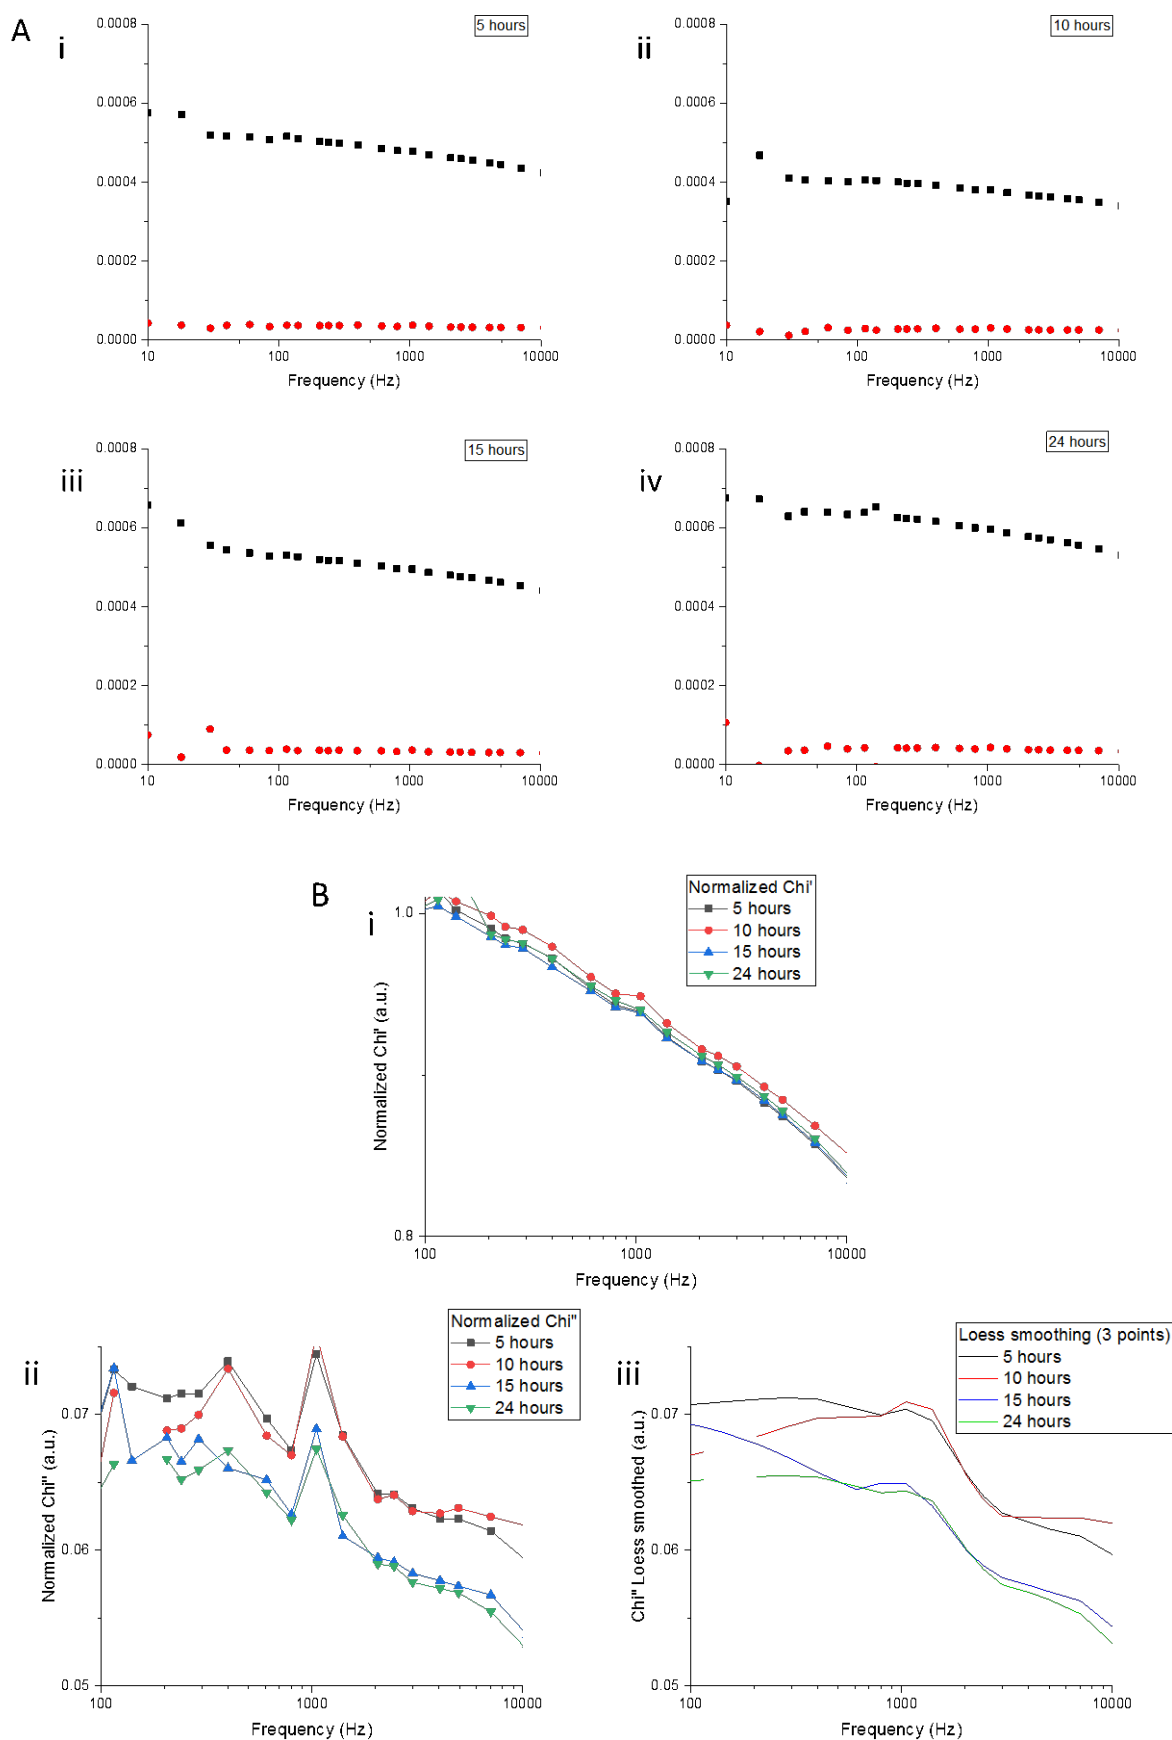 A
i
5 hours
0.0008
0.0006
0.0004
0.0002
0.0000
10 100 1000 10000
Frequency (Hz)
ii
10 hours
0.0008
0.0006
0.0004
0.0002
0.0000
10 100 1000 10000
Frequency (Hz)
iii
15 hours
0.0008
0.0006
0.0004
0.0002
0.0000
10 100 1000 10000
Frequency (Hz)
iv
24 hours
0.0008
0.0006
0.0004
0.0002
0.0000
10 100 1000 10000
Frequency (Hz)
B
i
Normalized Chi'
5 hours
10 hours
15 hours
24 hours
Normalized Chi' (a.u.)
1.0
0.8
100 1000 10000
Frequency (Hz)
ii
Normalized Chi"
5 hours
10 hours
15 hours
24 hours
Normalized Chi" (a.u.)
0.07
0.06
0.05
100 1000 10000
Frequency (Hz)
iii
Loess smoothing (3 points)
5 hours
10 hours
15 hours
24 hours
Chi" Loess smoothed (a.u.)
0.07
0.06
0.05
100 1000 10000
Frequency (Hz)